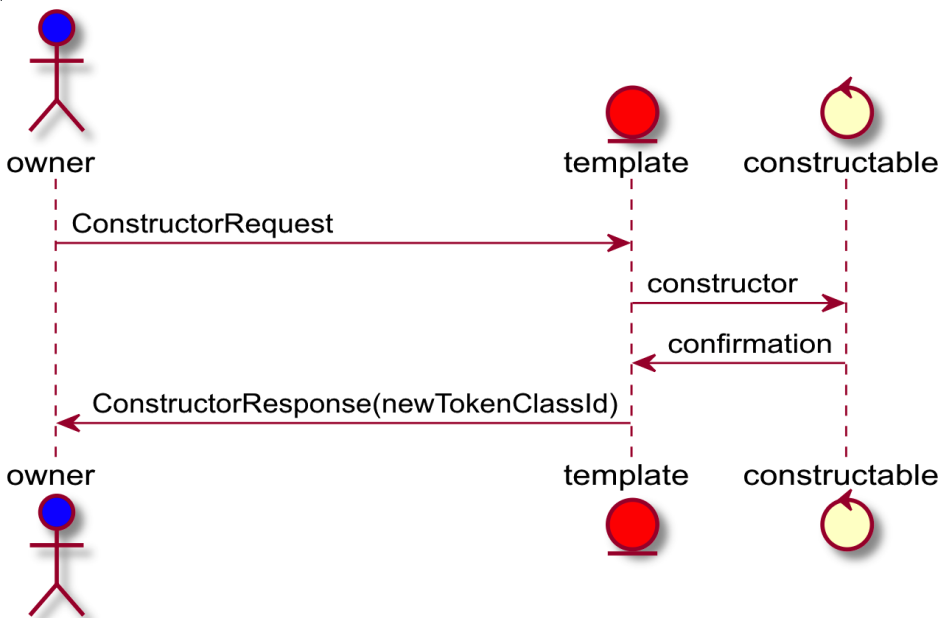 owner
template
constructable
ConstructorRequest
constructor
confirmation
ConstructorResponse(newTokenClassId)
owner
template
constructable